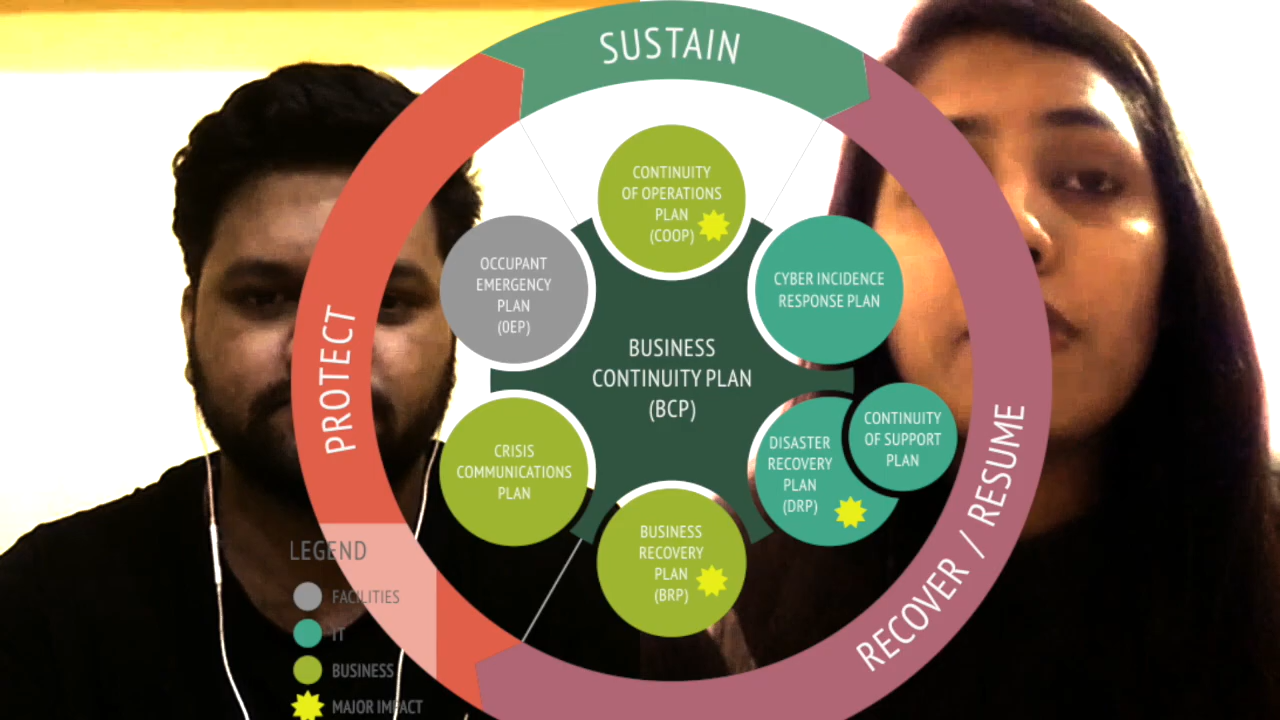 SUSTAIN
CONTINUITY
OF OPERATIONS
PLAN
(COOP)
OCCUPANT
EMERGENCY
PLAN
(OEP)
CYBER INCIDENCE
RESPONSE PLAN
PROTECT
BUSINESS
CONTINUITY PLAN
(BCP)
CRISIS
COMMUNICATIONS
PLAN
DISASTER
RECOVERY
PLAN
(DRP)
CONTINUITY
OF SUPPORT
PLAN
BUSINESS
RECOVERY
PLAN
(BRP)
RECOVER / RESUME
LEGEND
FACILITIES
IT
BUSINESS
MAJOR IMPACT